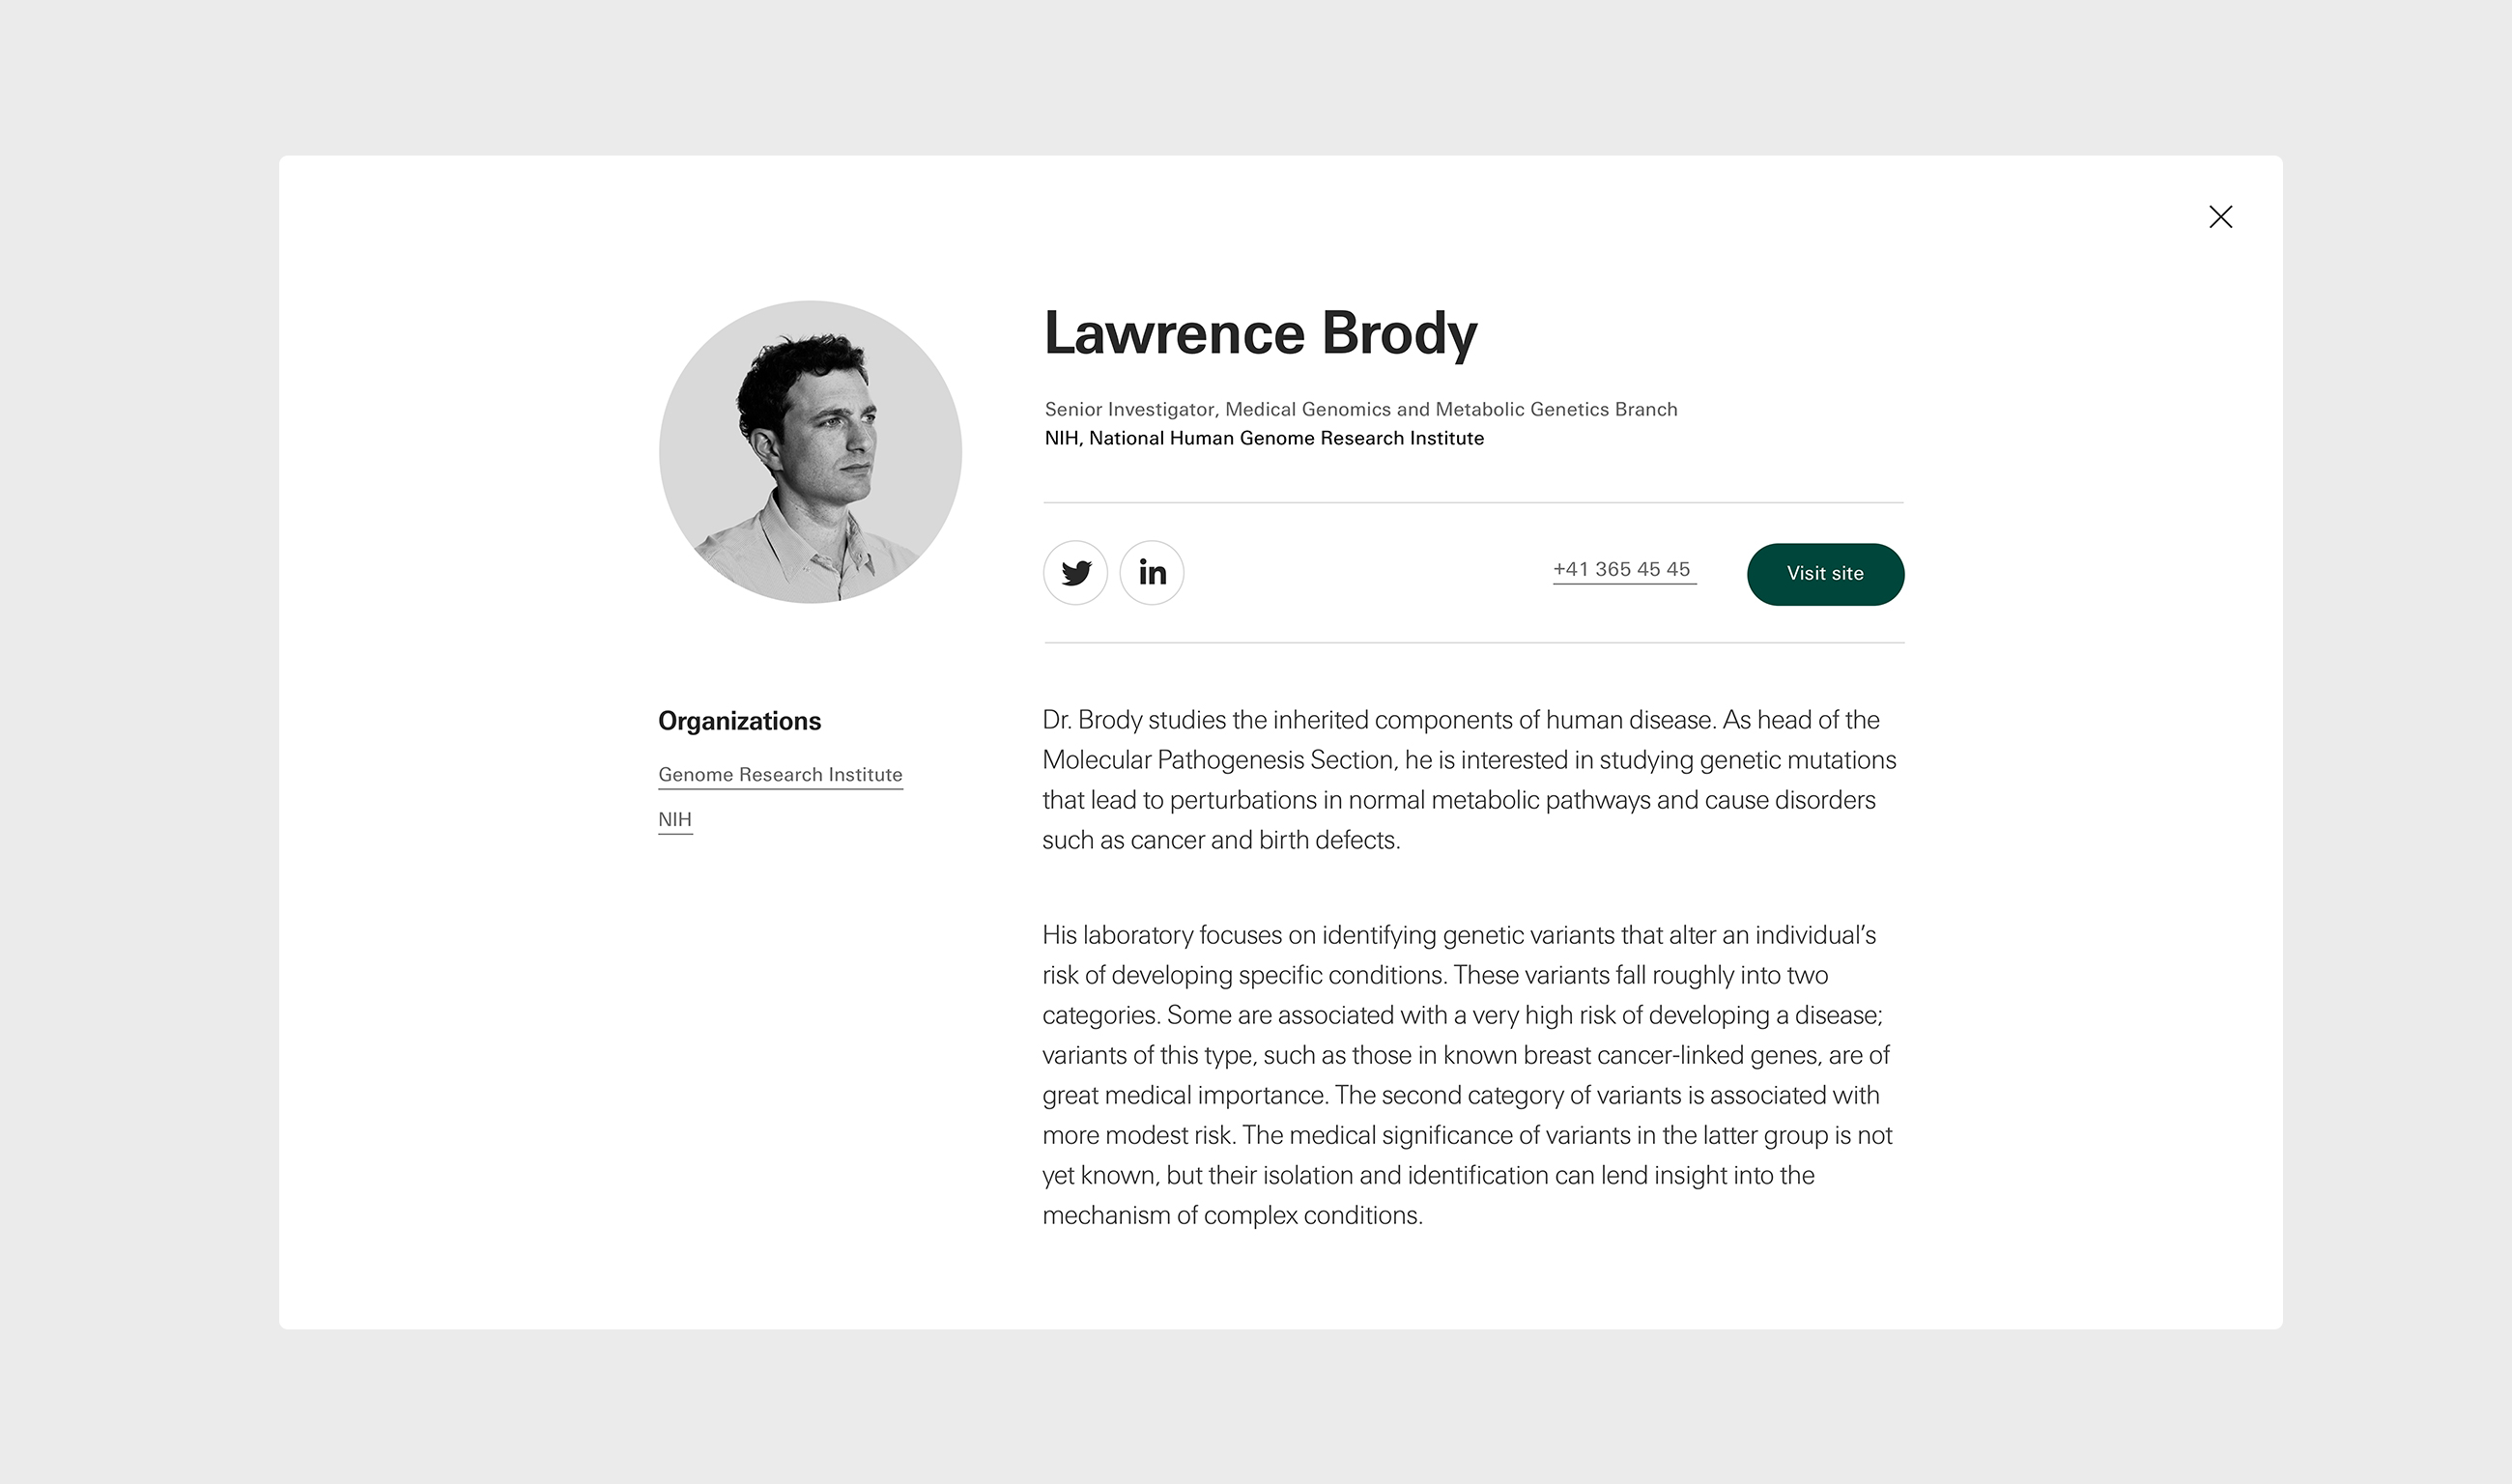 Lawrence Brody
Senior Investigator, Medical Genomics and Metabolic Genetics Branch
NIH, National Human Genome Research Institute
in
+41 365 45 45
Visit site
Organizations
Genome Research Institute
NIH
Dr. Brody studies the inherited components of human disease. As head of the
Molecular Pathogenesis Section, he is interested in studying genetic mutations
that lead to perturbations in normal metabolic pathways and cause disorders
such as cancer and birth defects.
His laboratory focuses on identifying genetic variants that alter an individual’s
risk of developing specific conditions. These variants fall roughly into two
categories. Some are associated with a very high risk of developing a disease;
variants of this type, such as those in known breast cancer-linked genes, are of
great medical importance. The second category of variants is associated with
more modest risk. The medical significance of variants in the latter group is not
yet known, but their isolation and identification can lend insight into the
mechanism of complex conditions.